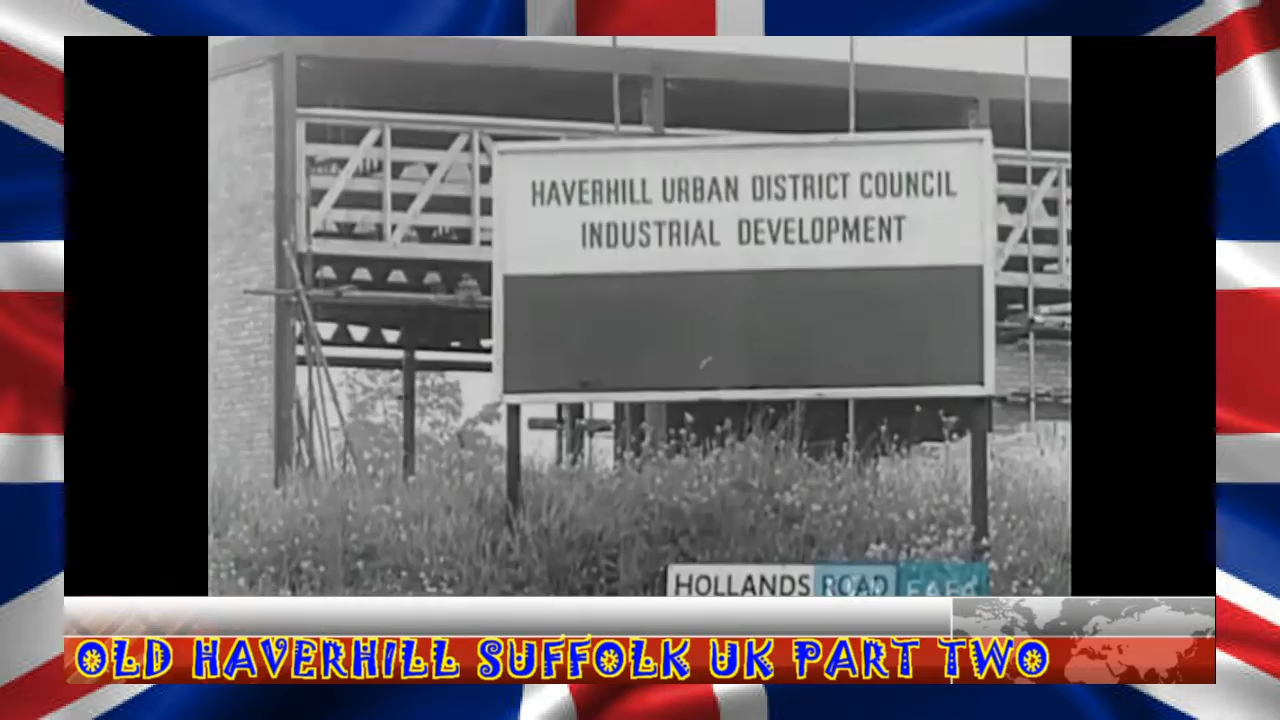 HAVERHILL URBAN DISTRICT COUNCIL
INDUSTRIAL DEVELOPMENT
HOLLANDS ROAD
OLD HAVERHILL SUFFOLK UK PART TWO